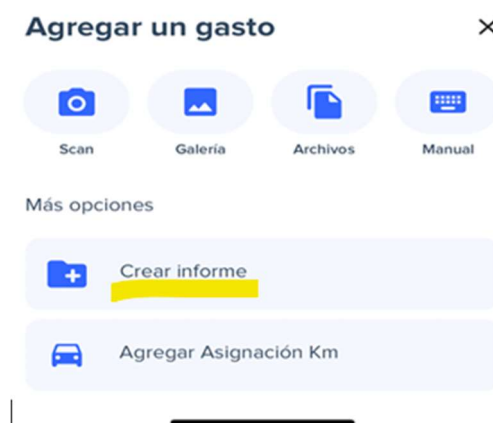 Agregar un gasto
Scan Galería Archivos Manual
Más opciones
Crear informe
Agregar Asignación Km